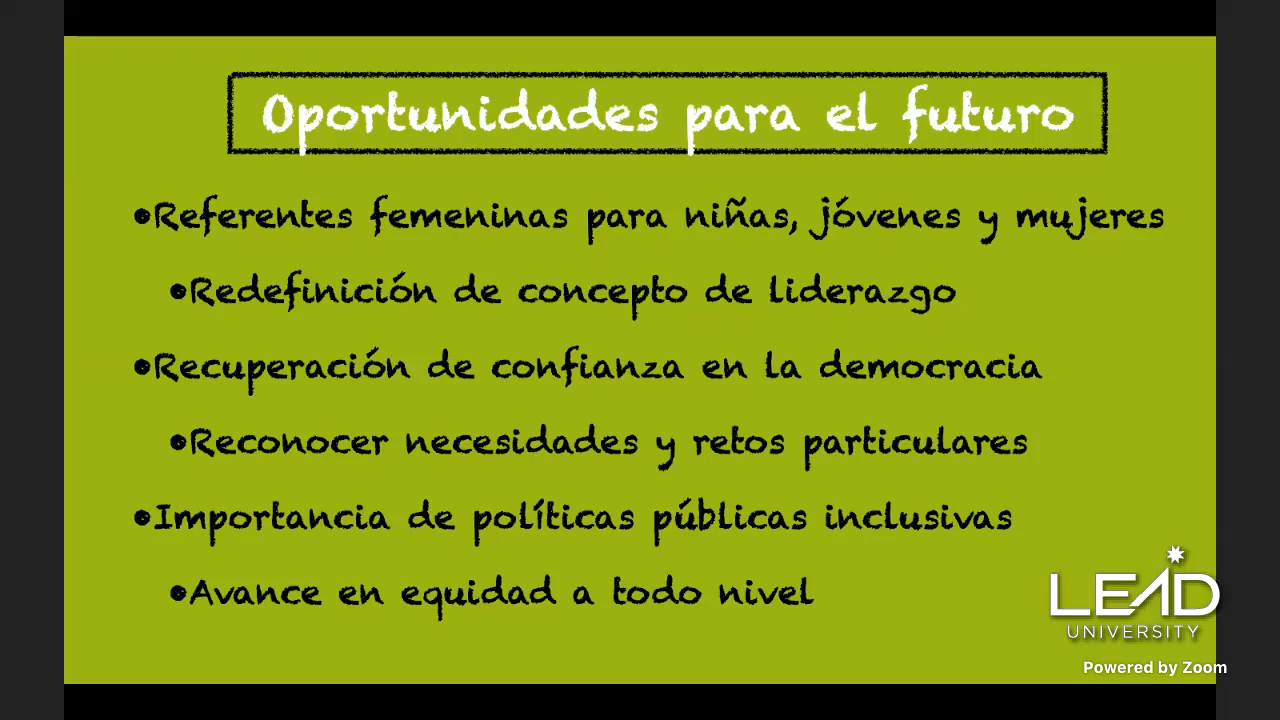 Oportunidades para el futuro
•Referentes femeninas para niñas, jóvenes y mujeres
•Redefinición de concepto de liderazgo
•Recuperación de confianza en la democracia
•Reconocer necesidades y retos particulares
•Importancia de políticas públicas inclusivas
•Avance en equidad a todo nivel
LEAD
UNIVERSITY
Powered by Zoom